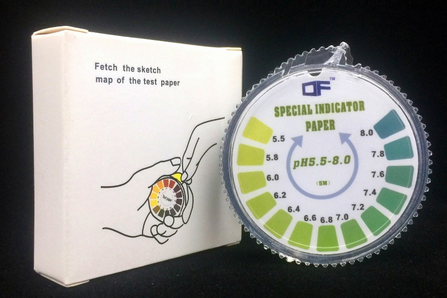 Fetch the sketch
map of the test paper
DF™
SPECIAL INDICATOR
PAPER
pH5.5-8.0
(5M)
5.5
5.8
6.0
6.2
6.4
6.6
6.8
7.0
7.2
7.4
7.6
7.8
8.0